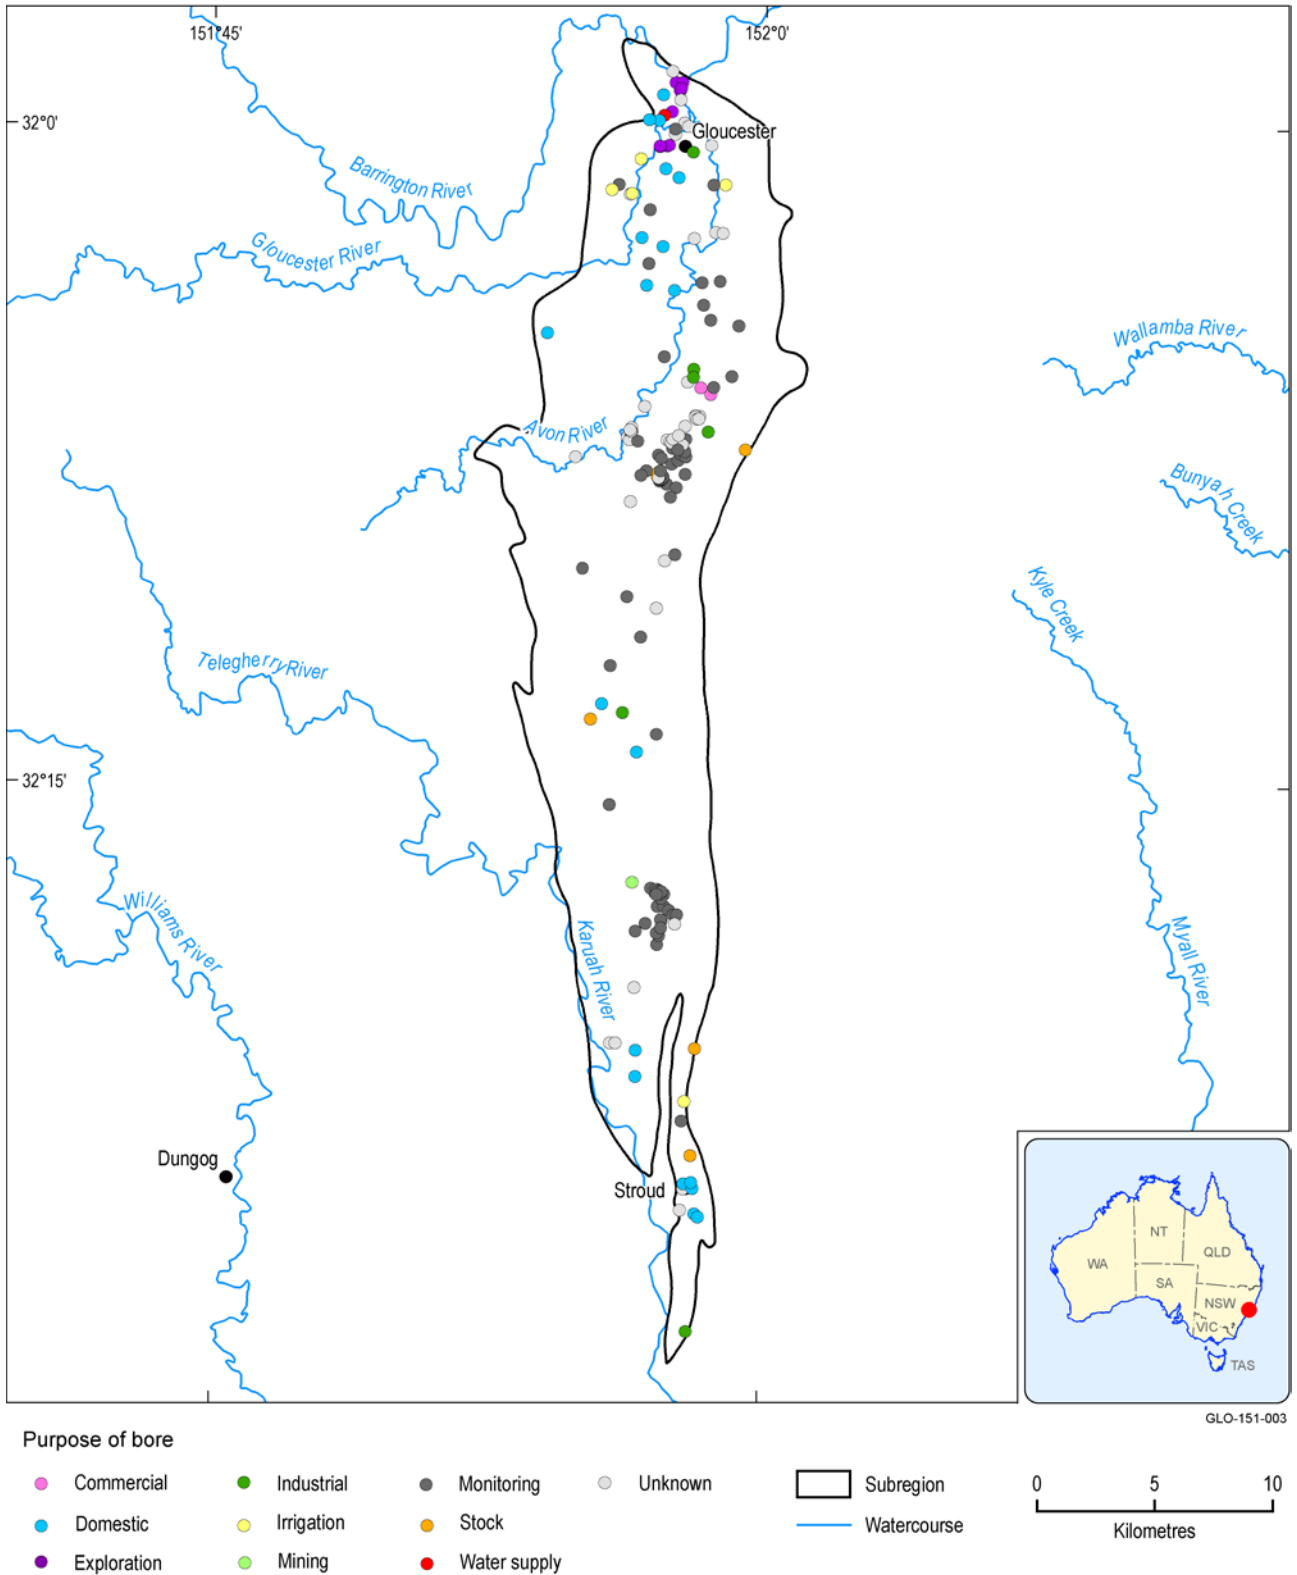 151°45'
152°0'
32°0'
Gloucester
Barrington River
Gloucester River
Wallamba River
Avon River
Bunyah Creek
Kyle Creek
Telegherry River
32°15'
Williams River
Karuah River
Myall River
Dungog
Stroud
NT
QLD
WA
SA
NSW
VIC
TAS
GLO-151-003
Purpose of bore
Commercial
Industrial
Monitoring
Unknown
Subregion
0 5 10
Domestic
Irrigation
Stock
Watercourse
Kilometres
Exploration
Mining
Water supply